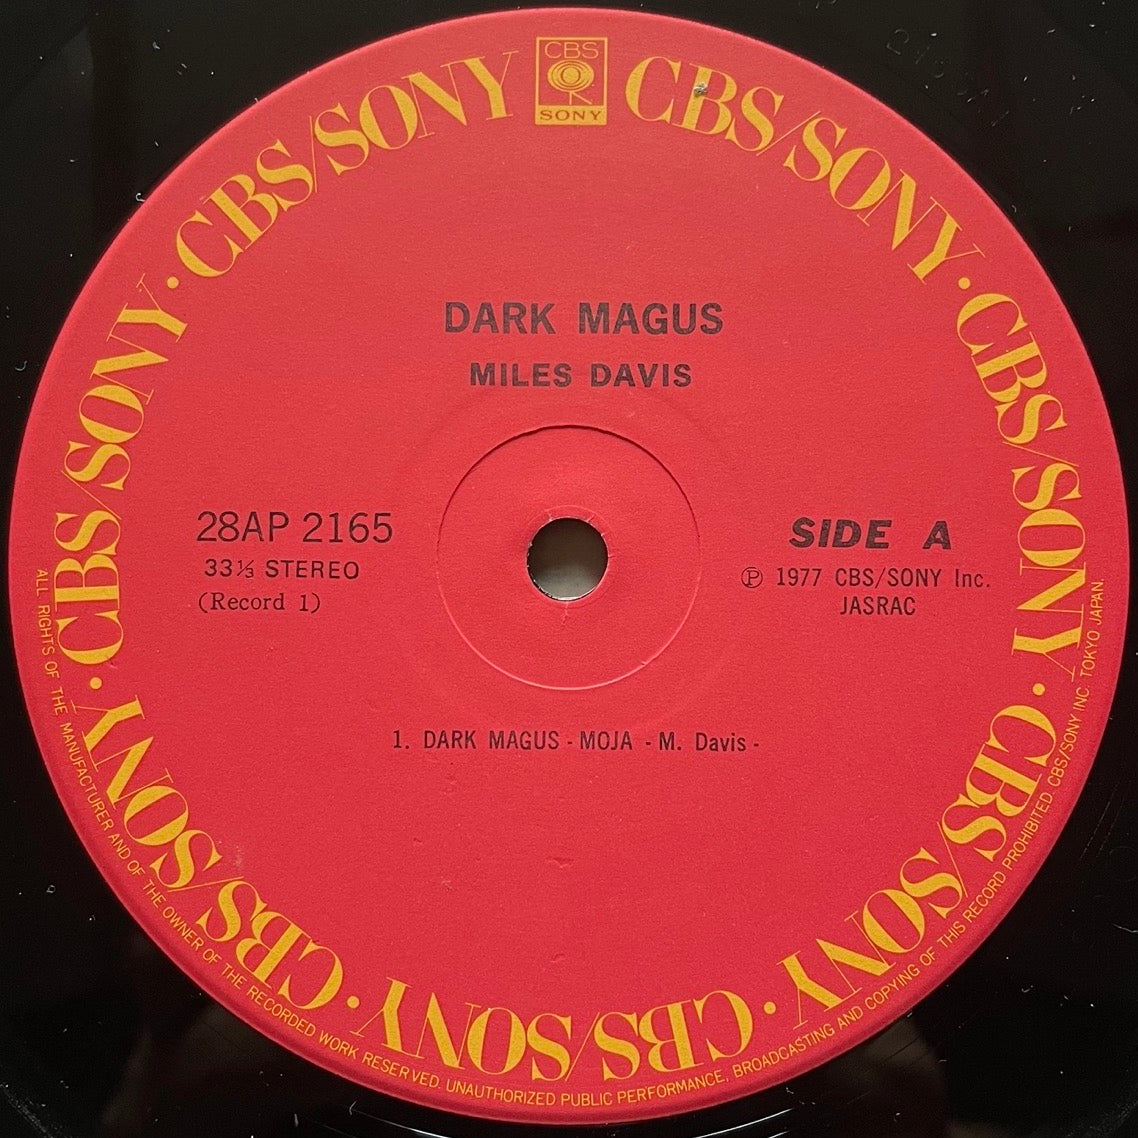 CBS
SONY
CBS/SONY · CBS/SONY · CBS/SONY · CBS/SONY · CBS/SONY · CBS/SONY · CBS/SONY
DARK MAGUS
MILES DAVIS
28AP 2165
33⅓ STEREO
(Record 1)
SIDE A
Ⓟ 1977 CBS/SONY Inc.
JASRAC
1. DARK MAGUS - MOJA - M. Davis -
ALL RIGHTS OF THE MANUFACTURER AND OF THE OWNER OF THE RECORDED WORK RESERVED. UNAUTHORIZED PUBLIC PERFORMANCE, BROADCASTING AND COPYING OF THIS RECORD PROHIBITED. CBS/SONY INC. TOKYO JAPAN.